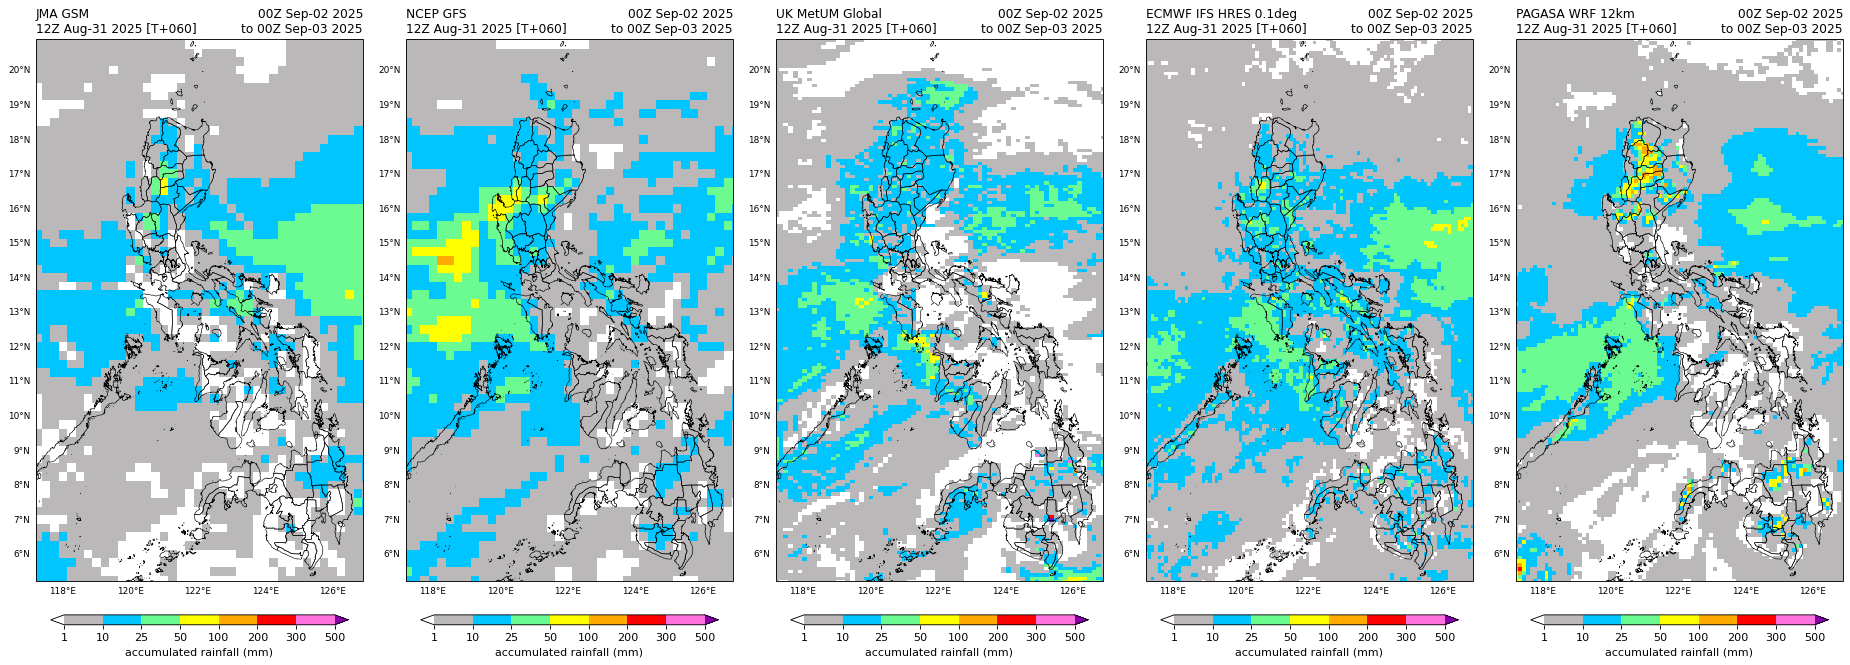 JMA GSM 00Z Sep-02 2025
12Z Aug-31 2025 [T+060] to 00Z Sep-03 2025
20°N
19°N
18°N
17°N
16°N
15°N
14°N
13°N
12°N
11°N
10°N
9°N
8°N
7°N
6°N
118°E 120°E 122°E 124°E 126°E
1 10 25 50 100 200 300 500
accumulated rainfall (mm)
NCEP GFS 00Z Sep-02 2025
12Z Aug-31 2025 [T+060] to 00Z Sep-03 2025
20°N
19°N
18°N
17°N
16°N
15°N
14°N
13°N
12°N
11°N
10°N
9°N
8°N
7°N
6°N
118°E 120°E 122°E 124°E 126°E
1 10 25 50 100 200 300 500
accumulated rainfall (mm)
UK MetUM Global 00Z Sep-02 2025
12Z Aug-31 2025 [T+060] to 00Z Sep-03 2025
20°N
19°N
18°N
17°N
16°N
15°N
14°N
13°N
12°N
11°N
10°N
9°N
8°N
7°N
6°N
118°E 120°E 122°E 124°E 126°E
1 10 25 50 100 200 300 500
accumulated rainfall (mm)
ECMWF IFS HRES 0.1deg 00Z Sep-02 2025
12Z Aug-31 2025 [T+060] to 00Z Sep-03 2025
20°N
19°N
18°N
17°N
16°N
15°N
14°N
13°N
12°N
11°N
10°N
9°N
8°N
7°N
6°N
118°E 120°E 122°E 124°E 126°E
1 10 25 50 100 200 300 500
accumulated rainfall (mm)
PAGASA WRF 12km 00Z Sep-02 2025
12Z Aug-31 2025 [T+060] to 00Z Sep-03 2025
20°N
19°N
18°N
17°N
16°N
15°N
14°N
13°N
12°N
11°N
10°N
9°N
8°N
7°N
6°N
118°E 120°E 122°E 124°E 126°E
1 10 25 50 100 200 300 500
accumulated rainfall (mm)